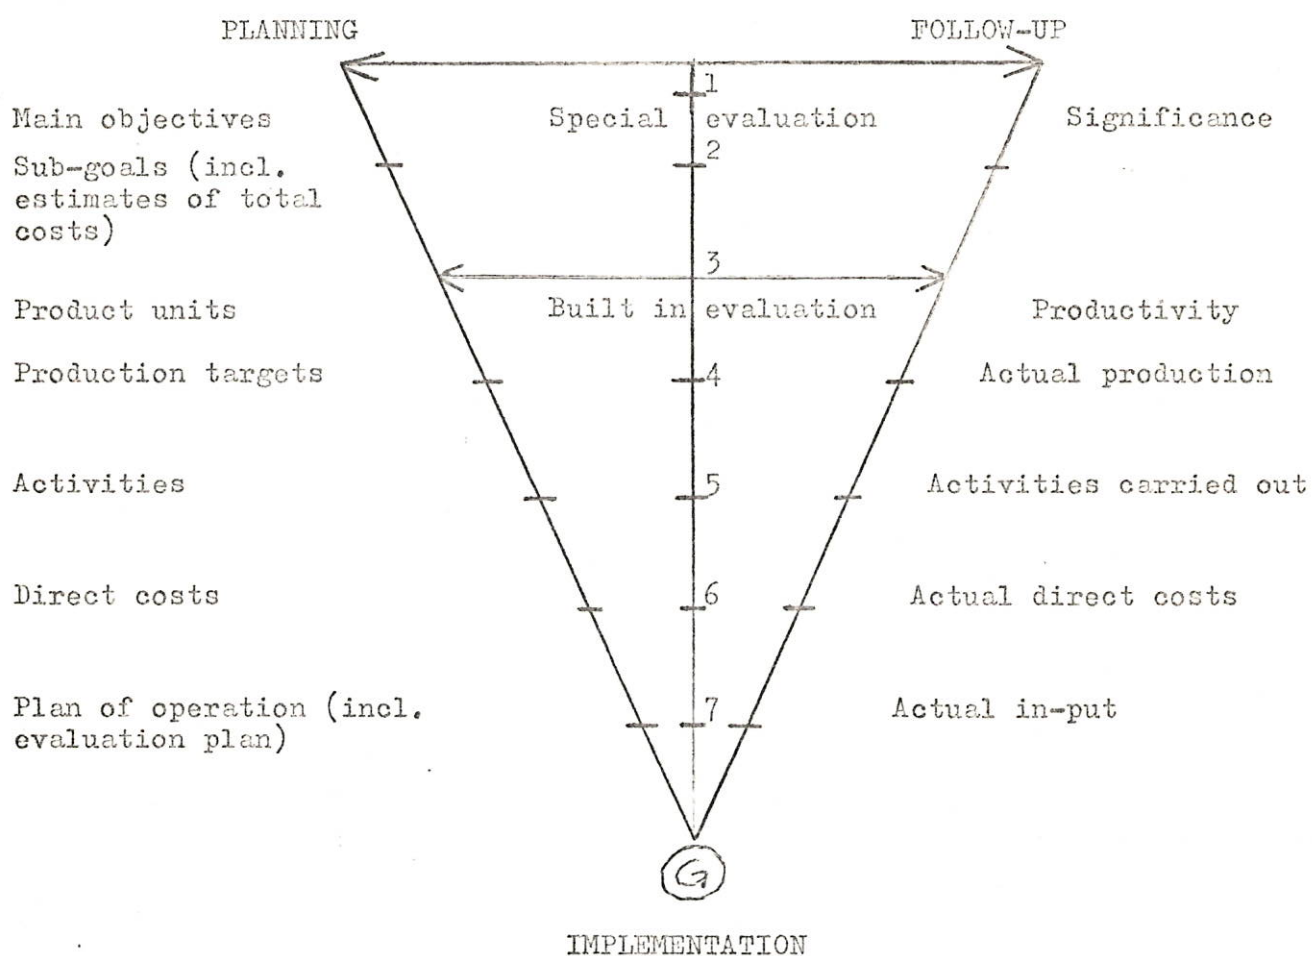 PLANNING FOLLOW-UP
1
Main objectives Special evaluation Significance
2
Sub-goals (incl.
estimates of total
costs)
3
Product units Built in evaluation Productivity
Production targets 4 Actual production
Activities 5 Activities carried out
Direct costs 6 Actual direct costs
Plan of operation (incl. 7 Actual in-put
evaluation plan)
G
IMPLEMENTATION